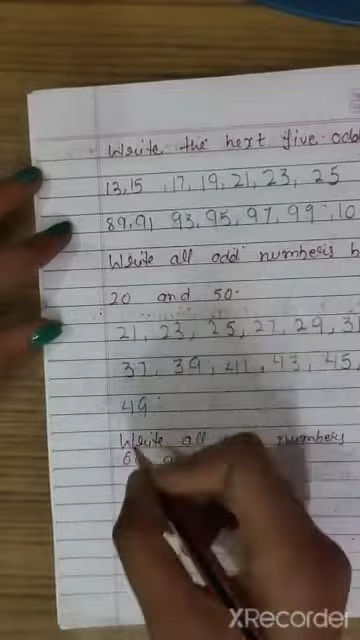 Write the next five odd
13, 15 , 17, 19, 21, 23, 25
89, 91 93, 95, 97, 99, 10
Write all odd numbers b
20 and 50.
21, 23, 25, 27, 29, 31
37, 39, 41, 43, 45,
49
Write all numbers
XRecorder